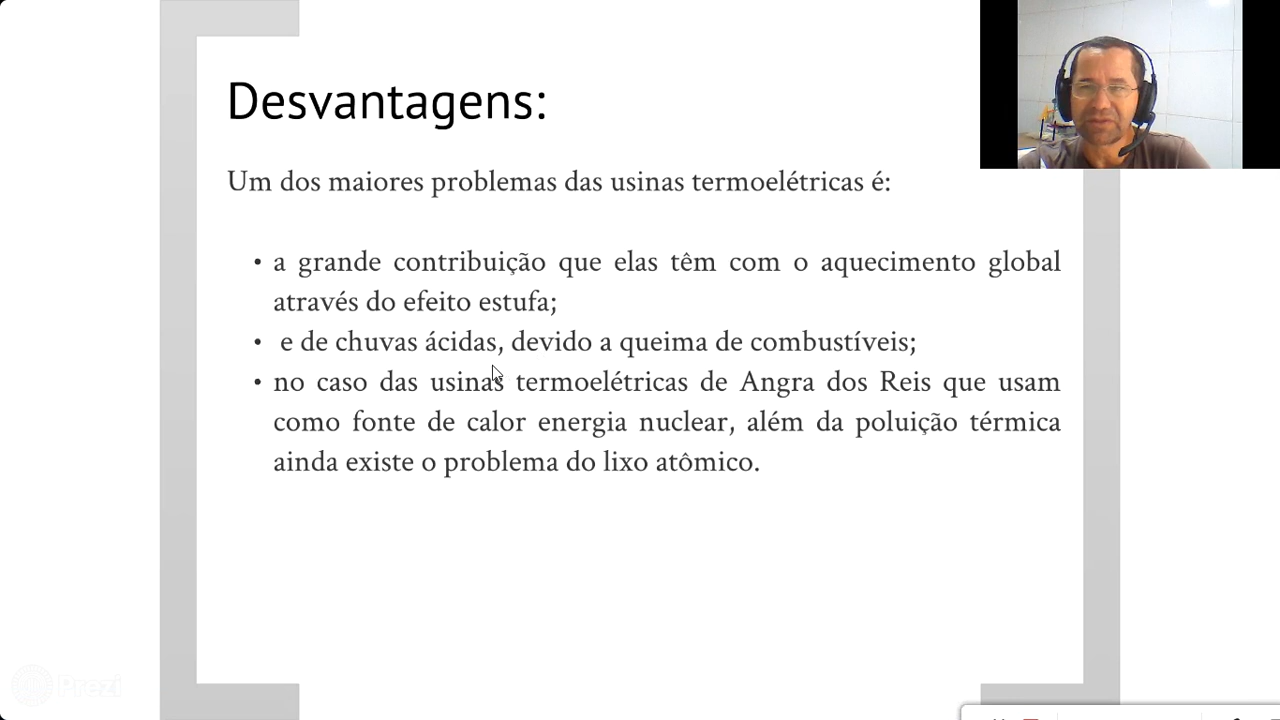 Desvantagens:
Um dos maiores problemas das usinas termoelétricas é:
• a grande contribuição que elas têm com o aquecimento global
através do efeito estufa;
• e de chuvas ácidas, devido a queima de combustíveis;
• no caso das usinas termoelétricas de Angra dos Reis que usam
como fonte de calor energia nuclear, além da poluição térmica
ainda existe o problema do lixo atômico.
Prezi